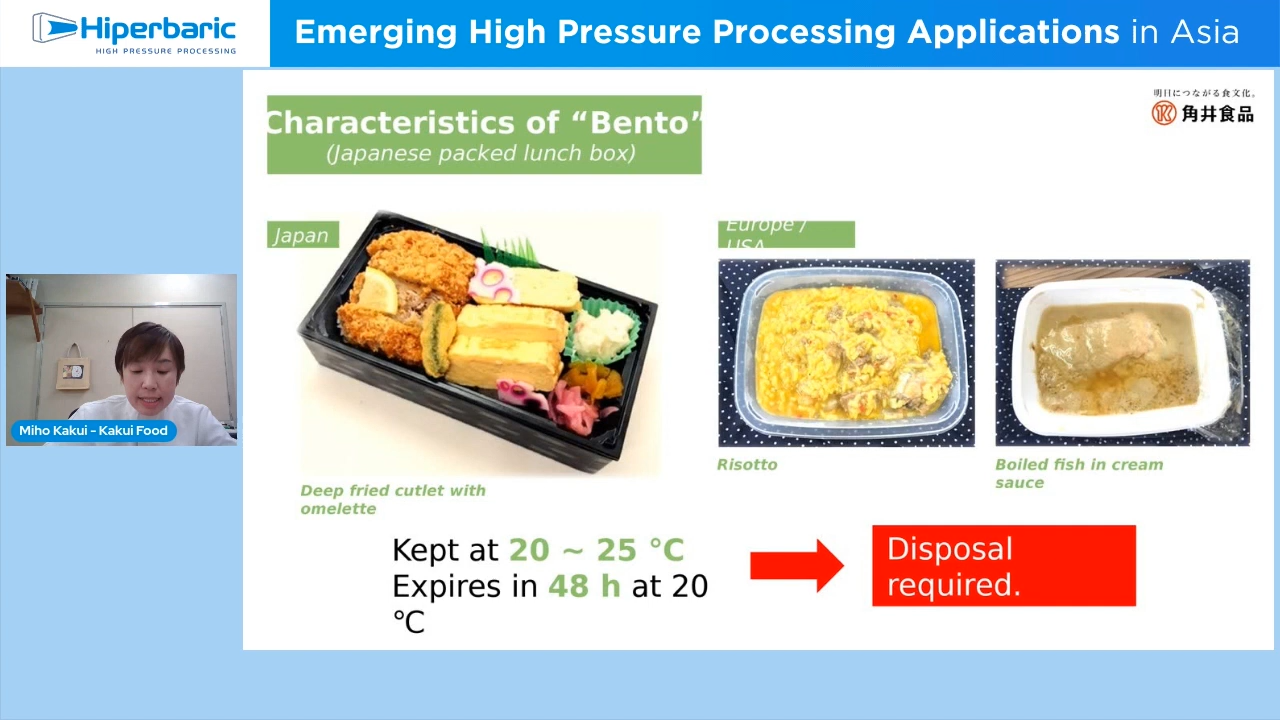 Hiperbaric
HIGH PRESSURE PROCESSING
Emerging High Pressure Processing Applications in Asia
明日につながる食文化。
角井食品
Characteristics of “Bento”
(Japanese packed lunch box)
Japan
Europe /
USA
Miho Kakui - Kakui Food
Risotto
Boiled fish in cream
sauce
Deep fried cutlet with
omelette
Kept at 20 ~ 25 °C
Expires in 48 h at 20
℃
Disposal
required.